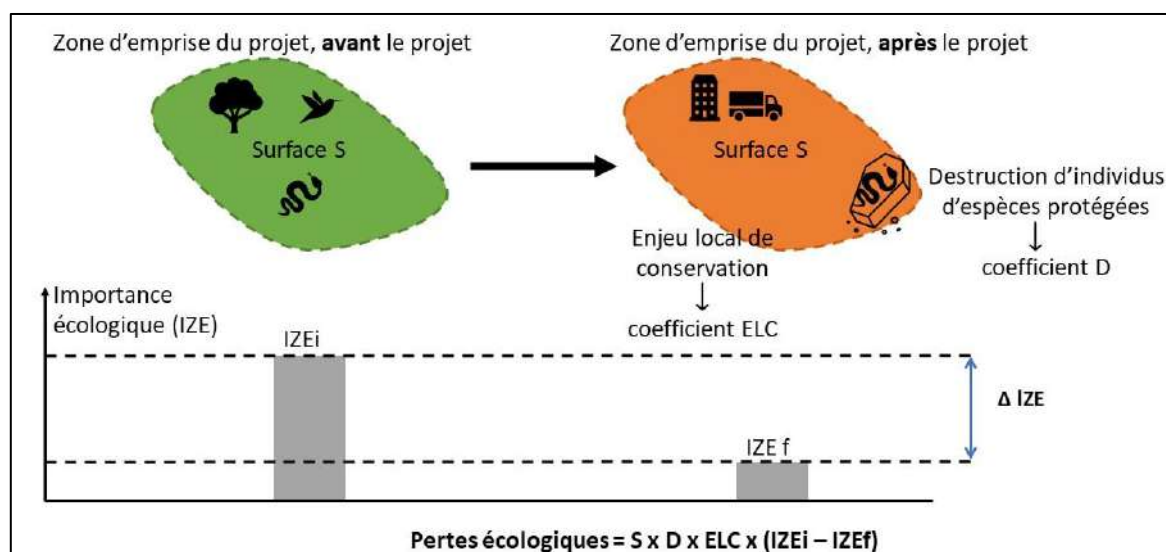 Zone d'emprise du projet, avant le projet
Zone d'emprise du projet, après le projet
Surface S
Surface S
Destruction d'individus
d'espèces protégées
coefficient D
Enjeu local de
conservation
coefficient ELC
Importance
écologique (IZE)
IZEi
Δ IZE
IZE f
Pertes écologiques = S x D x ELC x (IZEi – IZEf)